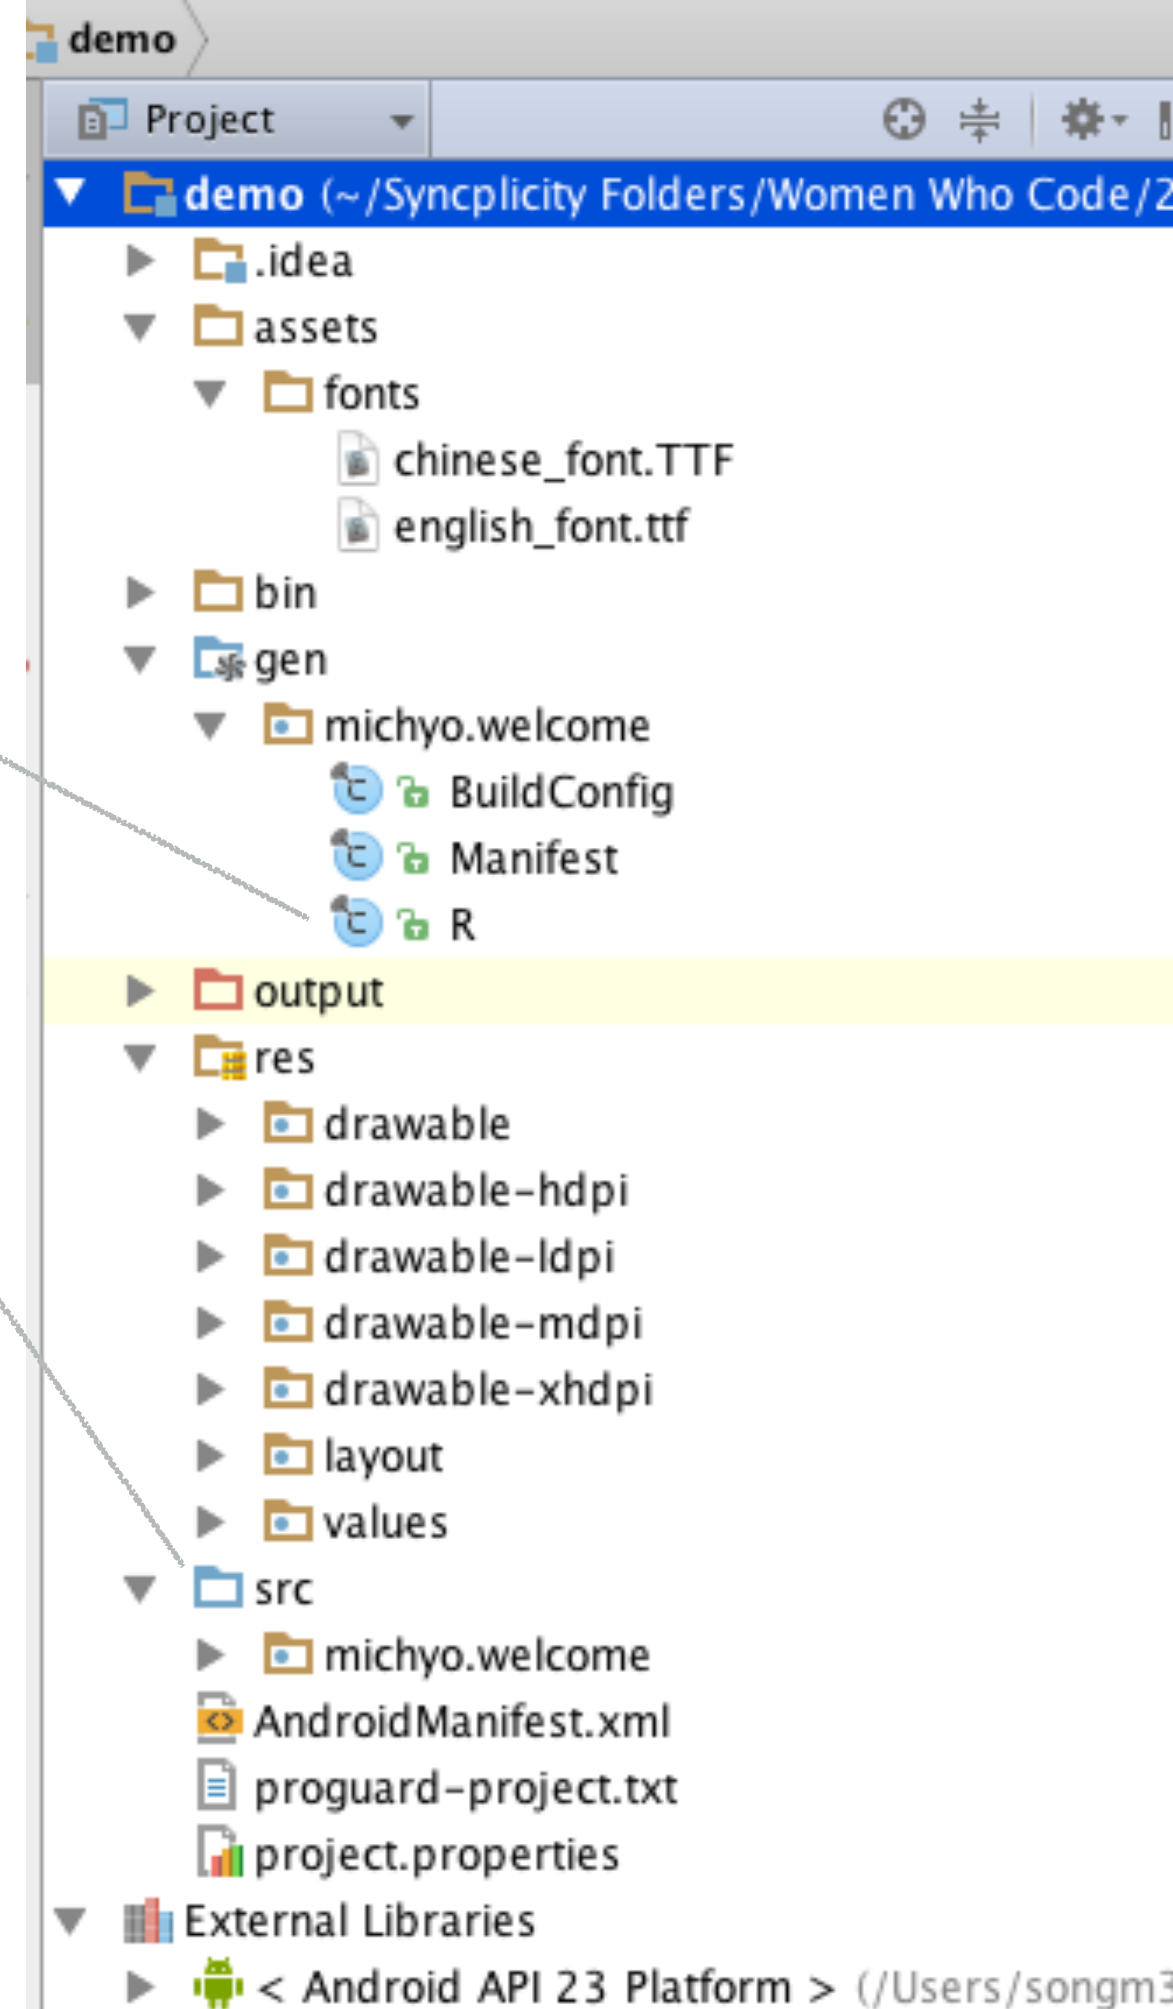 demo
Project
demo (~/Syncplicity Folders/Women Who Code/2
.idea
assets
fonts
chinese_font.TTF
english_font.ttf
bin
gen
michyo.welcome
BuildConfig
Manifest
R
output
res
drawable
drawable-hdpi
drawable-ldpi
drawable-mdpi
drawable-xhdpi
layout
values
src
michyo.welcome
AndroidManifest.xml
proguard-project.txt
project.properties
External Libraries
< Android API 23 Platform > (/Users/songm3